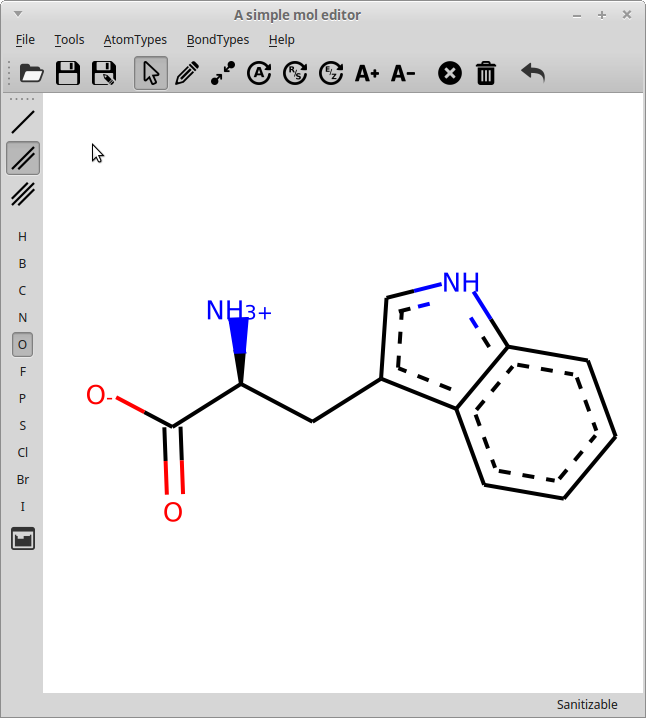 A simple mol editor
File Tools AtomTypes BondTypes Help
A R/S E/Z A+ A-
H
B
C
N
O
F
P
S
Cl
Br
I
NH
NH3+
O-
O
Sanitizable